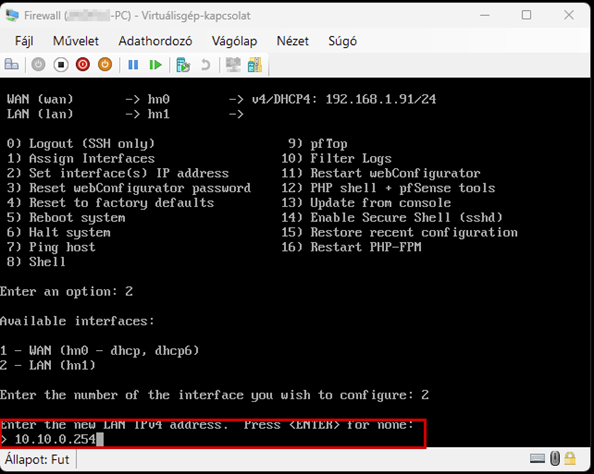 Firewall ( -PC) - Virtuálisgép-kapcsolat
Fájl Művelet Adathordozó Vágólap Nézet Súgó
WAN (wan) -> hn0 -> v4/DHCP4: 192.168.1.91/24
LAN (lan) -> hn1 ->
0) Logout (SSH only) 9) pfTop
1) Assign Interfaces 10) Filter Logs
2) Set interface(s) IP address 11) Restart webConfigurator
3) Reset webConfigurator password 12) PHP shell + pfSense tools
4) Reset to factory defaults 13) Update from console
5) Reboot system 14) Enable Secure Shell (sshd)
6) Halt system 15) Restore recent configuration
7) Ping host 16) Restart PHP-FPM
8) Shell
Enter an option: 2
Available interfaces:
1 - WAN (hn0 - dhcp, dhcp6)
2 - LAN (hn1)
Enter the number of the interface you wish to configure: 2
Enter the new LAN IPv4 address. Press <ENTER> for none:
> 10.10.0.254
Állapot: Fut